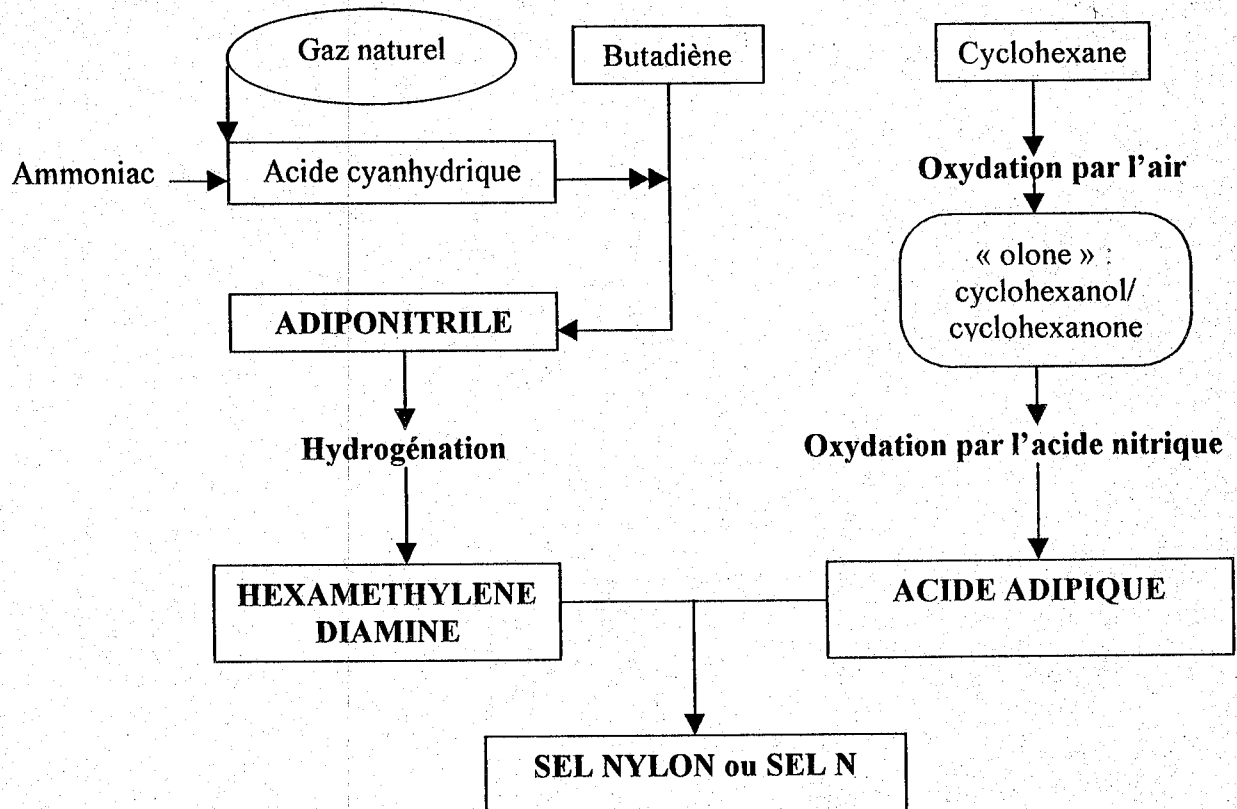 Gaz naturel
Butadiène
Cyclohexane
Ammoniac
Acide cyanhydrique
Oxydation par l'air
« olone » :
cyclohexanol/
cyclohexanone
ADIPONITRILE
Hydrogénation
Oxydation par l'acide nitrique
HEXAMETHYLENE
DIAMINE
ACIDE ADIPIQUE
SEL NYLON ou SEL N